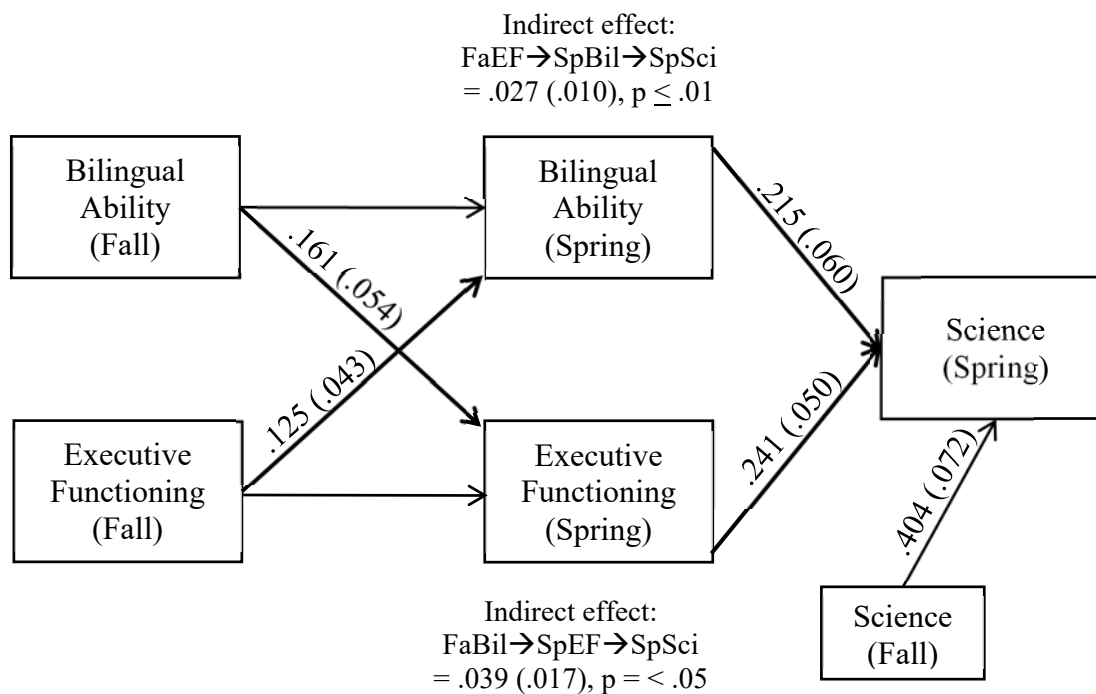 Indirect effect:
FaEF→SpBil→SpSci
= .027 (.010), p ≤ .01
Bilingual
Ability
(Fall)
Bilingual
Ability
(Spring)
.161 (.054)
.215 (.060)
.125 (.043)
Science
(Spring)
Executive
Functioning
(Fall)
Executive
Functioning
(Spring)
.241 (.050)
.404 (.072)
Indirect effect:
FaBil→SpEF→SpSci
= .039 (.017), p = < .05
Science
(Fall)